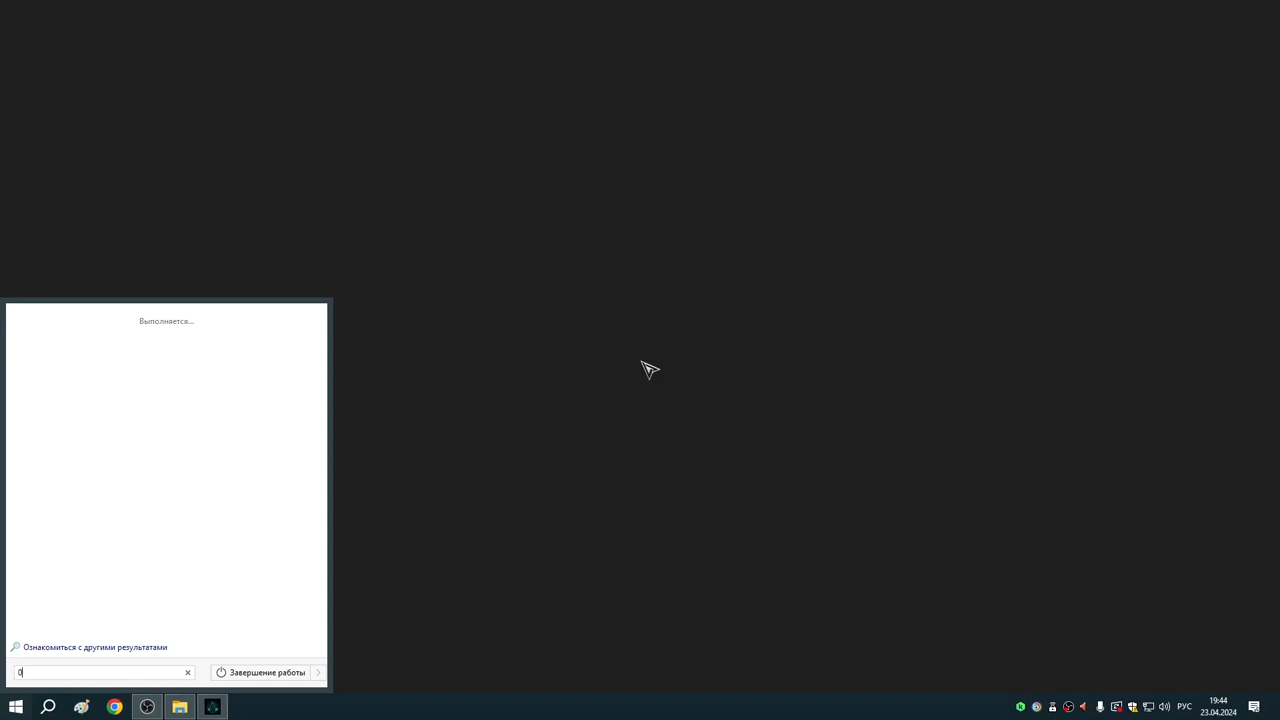 Выполняется...
Ознакомиться с другими результатами
0
Завершение работы
РУС
19:44
23.04.2024